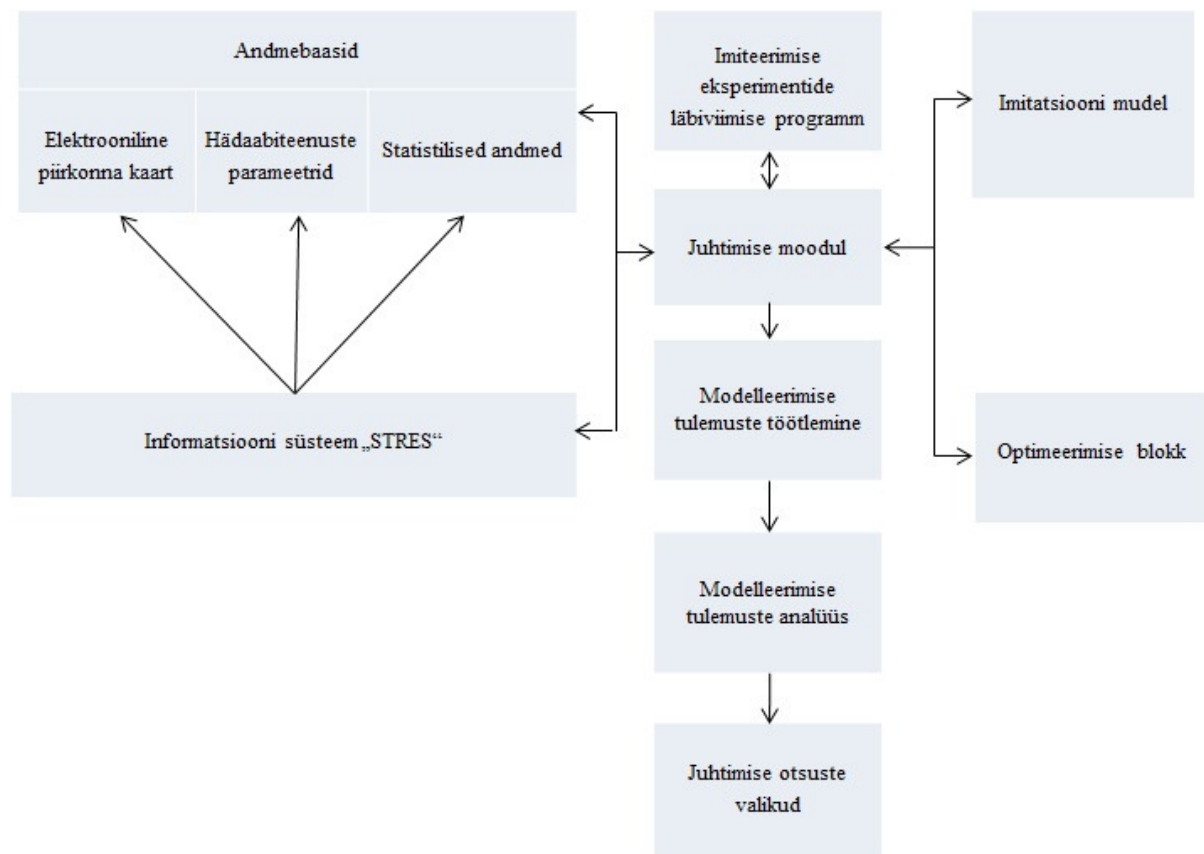 Andmebaasid
Elektrooniline
piirkonna kaart
Hädaabiteenuste
parameetrid
Statistilised andmed
Informatsiooni süsteem „STRES“
Imiteerimise
eksperimentide
läbiviimise programm
Juhtimise moodul
Modelleerimise
tulemuste töötlemine
Modelleerimise
tulemuste analüüs
Juhtimise otsuste
valikud
Imitatsiooni mudel
Optimeerimise blokk